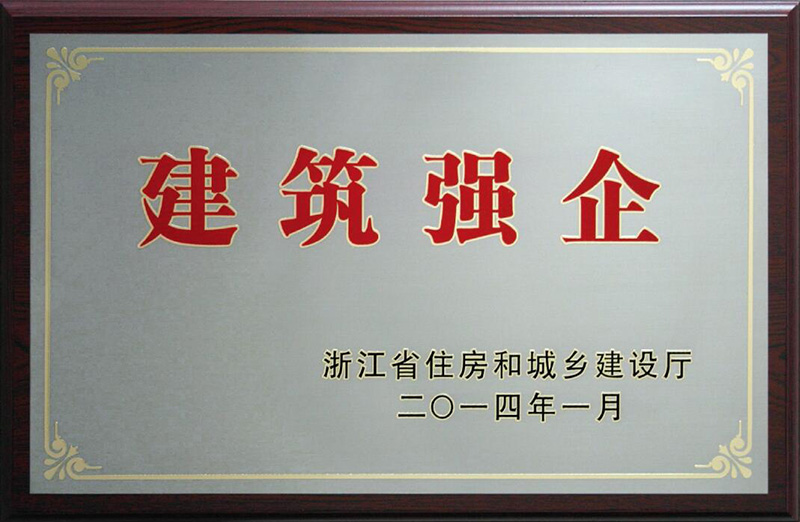 建筑强企
浙江省住房和城乡建设厅
二〇一四年一月